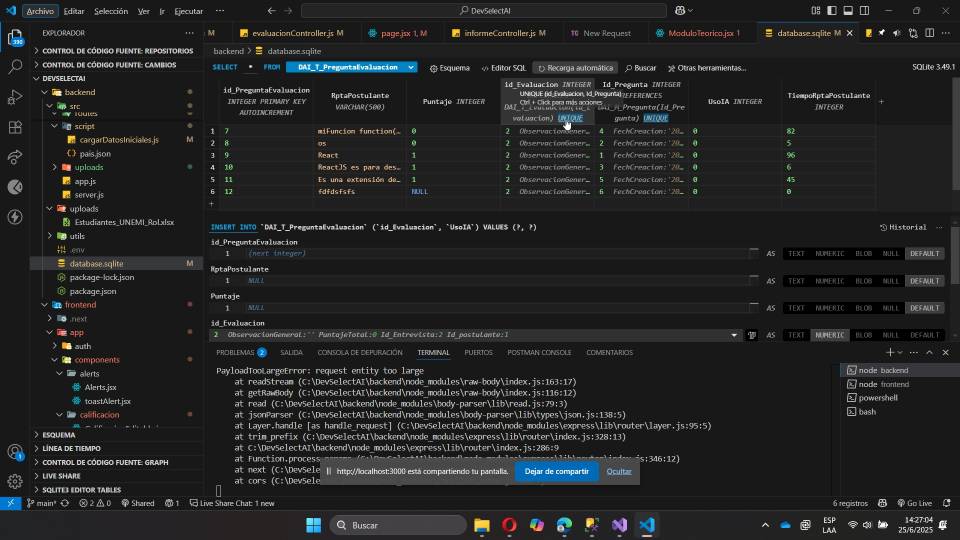 Archivo Editar Selección Ver Ir Ejecutar ... DevSelectAI
EXPLORADOR ... M evaluacionController.js M page.jsx 1, M informeController.js M New Request ModuloTeorico.jsx 1 database.sqlite M
CONTROL DE CÓDIGO FUENTE: REPOSITORIOS
backend > database.sqlite
CONTROL DE CÓDIGO FUENTE: CAMBIOS
DEVSELECTAI
backend
src
routes
script
cargarDatosIniciales.js M
pais.json
uploads
app.js
server.js
uploads
Estudiantes_UNEMI_Rol.xlsx
utils
.env
database.sqlite M
package-lock.json
package.json
frontend
.next
app
auth
components
alerts
Alerts.jsx
toastAlert.jsx
calificacion
ESQUEMA
LÍNEA DE TIEMPO
CONTROL DE CÓDIGO FUENTE: GRAPH
LIVE SHARE
SQLITE3 EDITOR TABLES
SELECT * FROM DAI_T_PreguntaEvaluacion Esquema Editor SQL Recarga automática Buscar Otras herramientas... SQLite 3.49.1
id_PreguntaEvaluacion INTEGER PRIMARY KEY AUTOINCREMENT
RptaPostulante VARCHAR(500)
Puntaje INTEGER
id_Evaluacion INTEGER
UNIQUE (id_Evaluacion, Id_Pregunta)
Ctrl + Click para más acciones
valuacion) UNIQUE
Id_Pregunta INTEGER
gunta) UNIQUE
UsoIA INTEGER
TiempoRptaPostulante INTEGER
+
1 7 miFuncion function(… 0 2 ObservacionGener… 4 FechCreacion:'20… 0 82
2 8 os 0 2 ObservacionGener… 2 FechCreacion:'20… 0 5
3 9 React 1 2 ObservacionGener… 1 FechCreacion:'20… 0 96
4 10 ReactJS es para des… 1 2 ObservacionGener… 3 FechCreacion:'20… 0 6
5 11 Es una extensión de… 1 2 ObservacionGener… 5 FechCreacion:'20… 0 45
6 12 fdfdsfsfs NULL 2 ObservacionGener… 6 FechCreacion:'20… 0 0
+
INSERT INTO `DAI_T_PreguntaEvaluacion` (`id_Evaluacion`, `UsoIA`) VALUES (?, ?) Historial ...
id_PreguntaEvaluacion
1 (next integer) AS TEXT NUMERIC BLOB NULL DEFAULT
RptaPostulante
1 NULL AS TEXT NUMERIC BLOB NULL DEFAULT
Puntaje
1 NULL AS TEXT NUMERIC BLOB NULL DEFAULT
id_Evaluacion
2 ObservacionGeneral:'' PuntajeTotal:0 Id_Entrevista:2 Id_postulante:1 AS TEXT NUMERIC BLOB NULL DEFAULT
PROBLEMAS 2 SALIDA CONSOLA DE DEPURACIÓN TERMINAL PUERTOS POSTMAN CONSOLE COMENTARIOS
PayloadTooLargeError: request entity too large
at readStream (C:\DevSelectAI\backend\node_modules\raw-body\index.js:163:17)
at getRawBody (C:\DevSelectAI\backend\node_modules\raw-body\index.js:116:12)
at read (C:\DevSelectAI\backend\node_modules\body-parser\lib\read.js:79:3)
at jsonParser (C:\DevSelectAI\backend\node_modules\body-parser\lib\types\json.js:138:5)
at Layer.handle [as handle_request] (C:\DevSelectAI\backend\node_modules\express\lib\router\layer.js:95:5)
at trim_prefix (C:\DevSelectAI\backend\node_modules\express\lib\router\index.js:328:13)
at C:\DevSelectAI\backend\node_modules\express\lib\router\index.js:286:9
at Function.process
index.js:346:12)
at next (C:\DevSele
at cors (C:\DevSele
node backend
node frontend
powershell
bash
http://localhost:3000 está compartiendo tu pantalla. Dejar de compartir Ocultar
main* 2 0 Shared 1 Live Share Chat: 1 new 6 registros Go Live
Buscar ESP LAA 14:27:04 25/6/2025